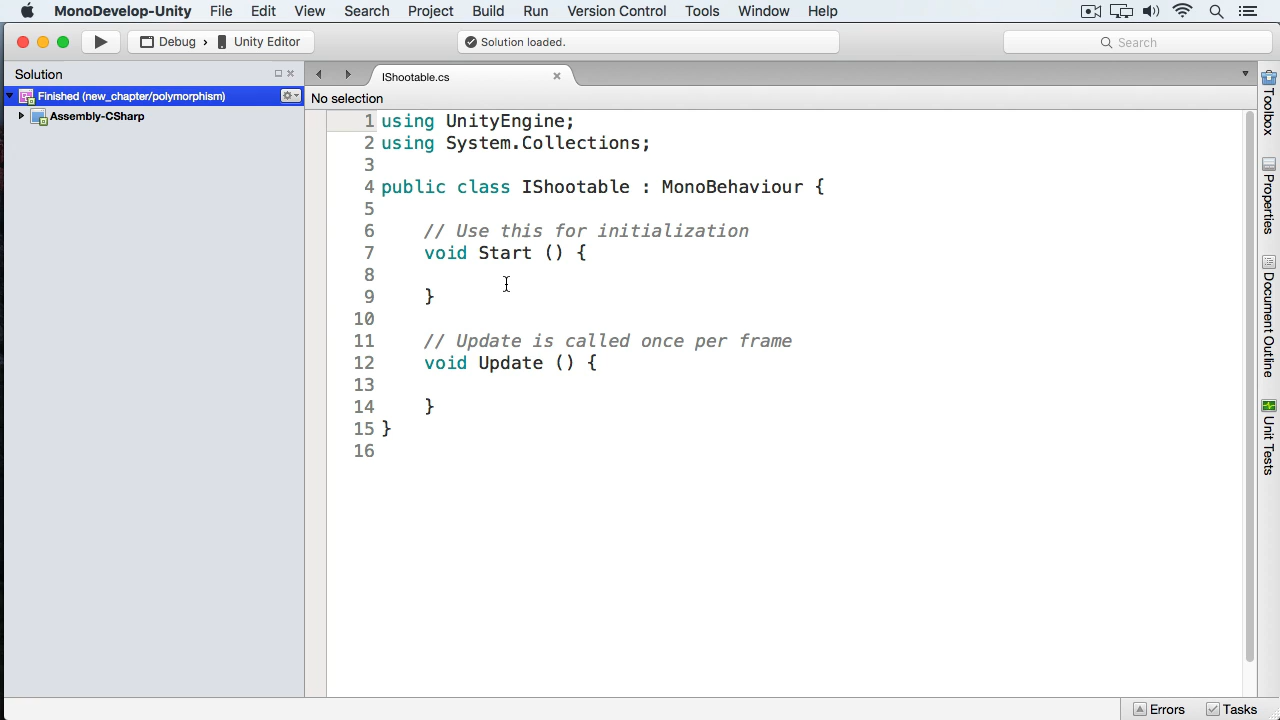 MonoDevelop-Unity File Edit View Search Project Build Run Version Control Tools Window Help
Debug › Unity Editor
Solution loaded.
Search
Solution
IShootable.cs
Finished (new_chapter/polymorphism)
Assembly-CSharp
No selection
1 using UnityEngine;
2 using System.Collections;
3
4 public class IShootable : MonoBehaviour {
5
6 // Use this for initialization
7 void Start () {
8
9 }
10
11 // Update is called once per frame
12 void Update () {
13
14 }
15 }
16
Toolbox
Properties
Document Outline
Unit Tests
Errors Tasks